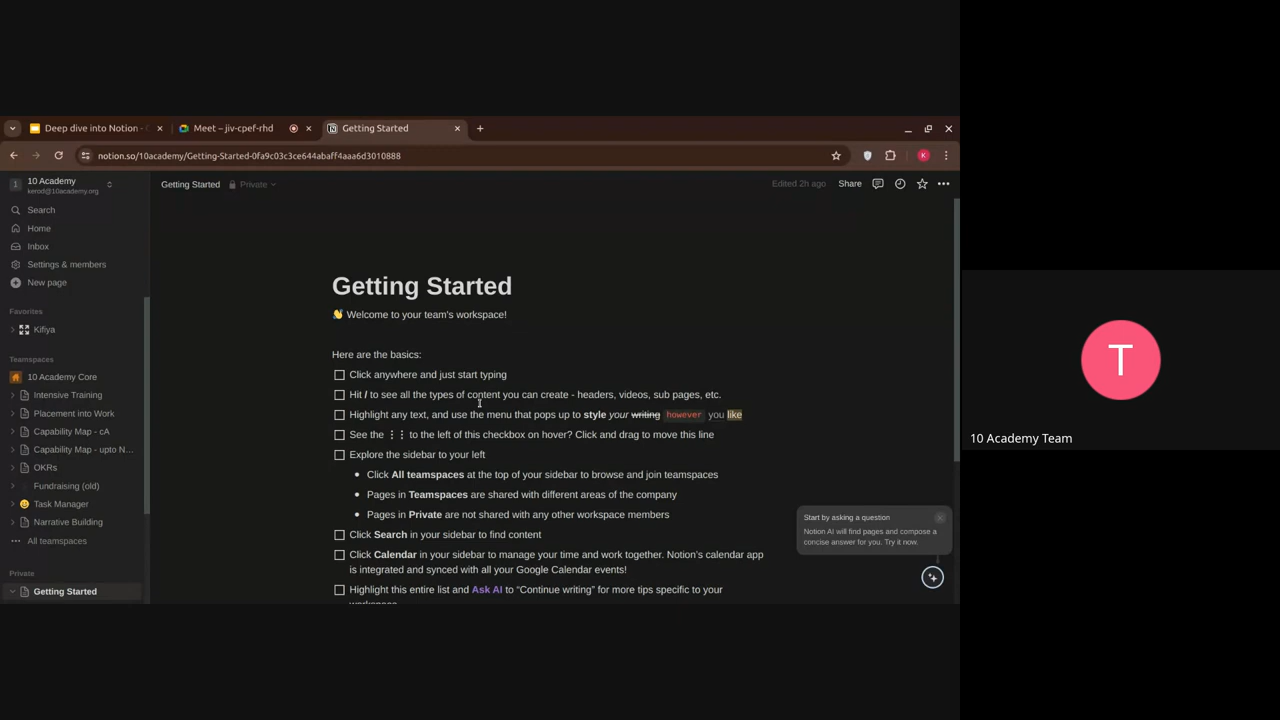 Deep dive into Notion - G
Meet – jiv-cpef-rhd
Getting Started
notion.so/10academy/Getting-Started-0fa9c03c3ce644abaff4aaa6d3010888
K
1
10 Academy
kerod@10academy.org
Getting Started
Private
Edited 2h ago
Share
Search
Home
Inbox
Settings & members
New page
Favorites
Kifiya
Teamspaces
10 Academy Core
Intensive Training
Placement into Work
Capability Map - cA
Capability Map - upto N...
OKRs
Fundraising (old)
Task Manager
Narrative Building
All teamspaces
Private
Getting Started
Getting Started
👋 Welcome to your team's workspace!
Here are the basics:
Click anywhere and just start typing
Hit / to see all the types of content you can create - headers, videos, sub pages, etc.
Highlight any text, and use the menu that pops up to style your writing however you like
See the ⋮⋮ to the left of this checkbox on hover? Click and drag to move this line
Explore the sidebar to your left
• Click All teamspaces at the top of your sidebar to browse and join teamspaces
• Pages in Teamspaces are shared with different areas of the company
• Pages in Private are not shared with any other workspace members
Click Search in your sidebar to find content
Click Calendar in your sidebar to manage your time and work together. Notion's calendar app
is integrated and synced with all your Google Calendar events!
Highlight this entire list and Ask AI to “Continue writing” for more tips specific to your
workspace.
Start by asking a question
Notion AI will find pages and compose a
concise answer for you. Try it now.
T
10 Academy Team